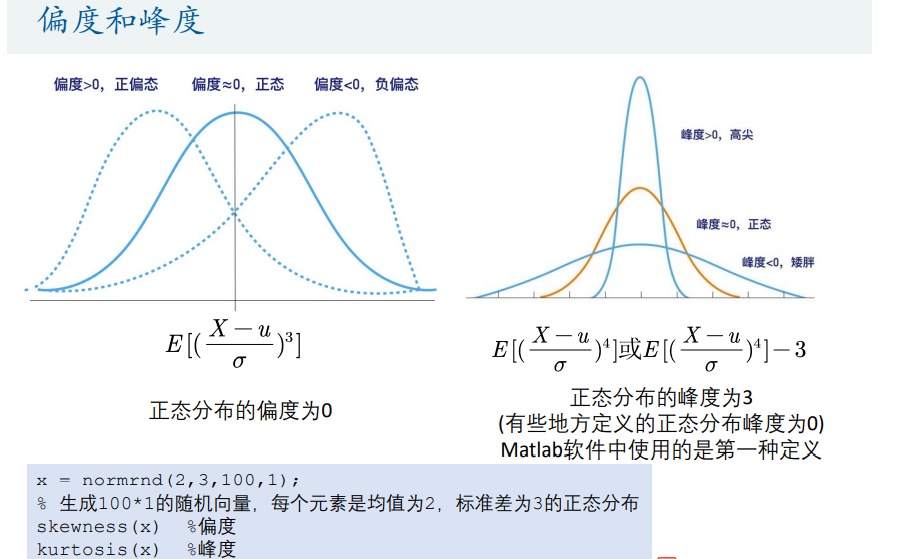 偏度和峰度
偏度>0，正偏态
偏度≈0，正态
偏度<0，负偏态
峰度>0，高尖
峰度≈0，正态
峰度<0，矮胖
E[(\frac{X-u}{σ})^3]
正态分布的偏度为0
E[(\frac{X-u}{σ})^4]或E[(\frac{X-u}{σ})^4]-3
正态分布的峰度为3
(有些地方定义的正态分布峰度为0)
Matlab软件中使用的是第一种定义
x = normrnd(2,3,100,1);
% 生成100*1的随机向量，每个元素是均值为2，标准差为3的正态分布
skewness(x) %偏度
kurtosis(x) %峰度